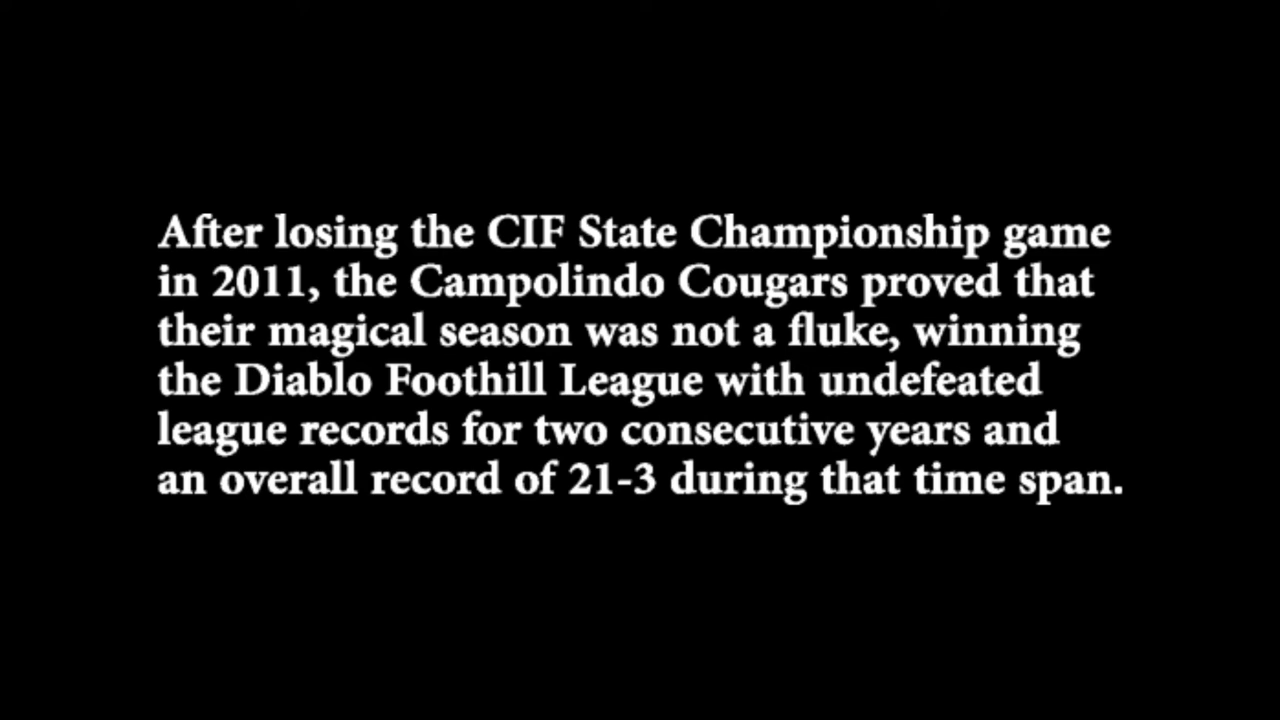 After losing the CIF State Championship game
in 2011, the Campolindo Cougars proved that
their magical season was not a fluke, winning
the Diablo Foothill League with undefeated
league records for two consecutive years and
an overall record of 21-3 during that time span.